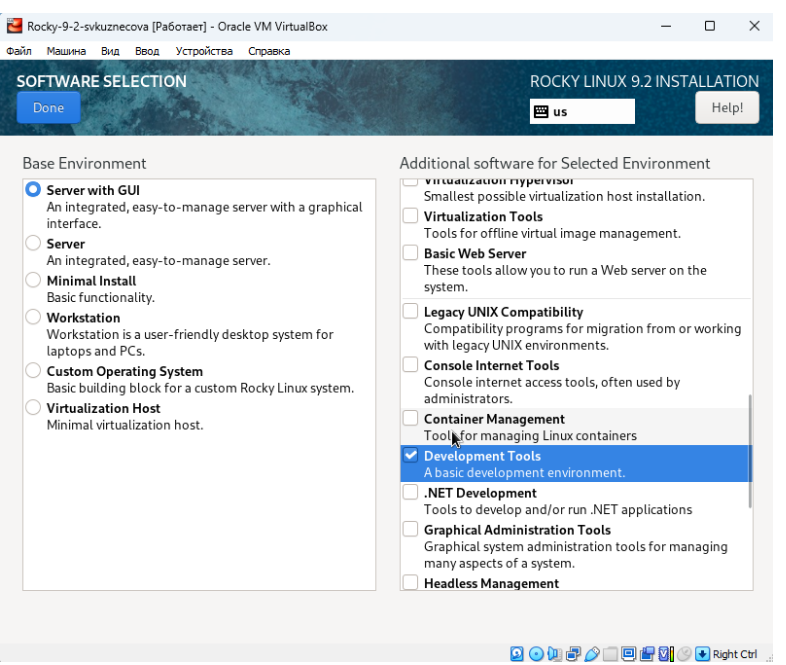 Rocky-9-2-svkuznecova [Работает] - Oracle VM VirtualBox
Файл Машина Вид Ввод Устройства Справка
SOFTWARE SELECTION
ROCKY LINUX 9.2 INSTALLATION
Done
us
Help!
Base Environment
Server with GUI
An integrated, easy-to-manage server with a graphical
interface.
Server
An integrated, easy-to-manage server.
Minimal Install
Basic functionality.
Workstation
Workstation is a user-friendly desktop system for
laptops and PCs.
Custom Operating System
Basic building block for a custom Rocky Linux system.
Virtualization Host
Minimal virtualization host.
Additional software for Selected Environment
Virtualization Hypervisor
Smallest possible virtualization host installation.
Virtualization Tools
Tools for offline virtual image management.
Basic Web Server
These tools allow you to run a Web server on the
system.
Legacy UNIX Compatibility
Compatibility programs for migration from or working
with legacy UNIX environments.
Console Internet Tools
Console internet access tools, often used by
administrators.
Container Management
Tools for managing Linux containers
Development Tools
A basic development environment.
.NET Development
Tools to develop and/or run .NET applications
Graphical Administration Tools
Graphical system administration tools for managing
many aspects of a system.
Headless Management
Right Ctrl